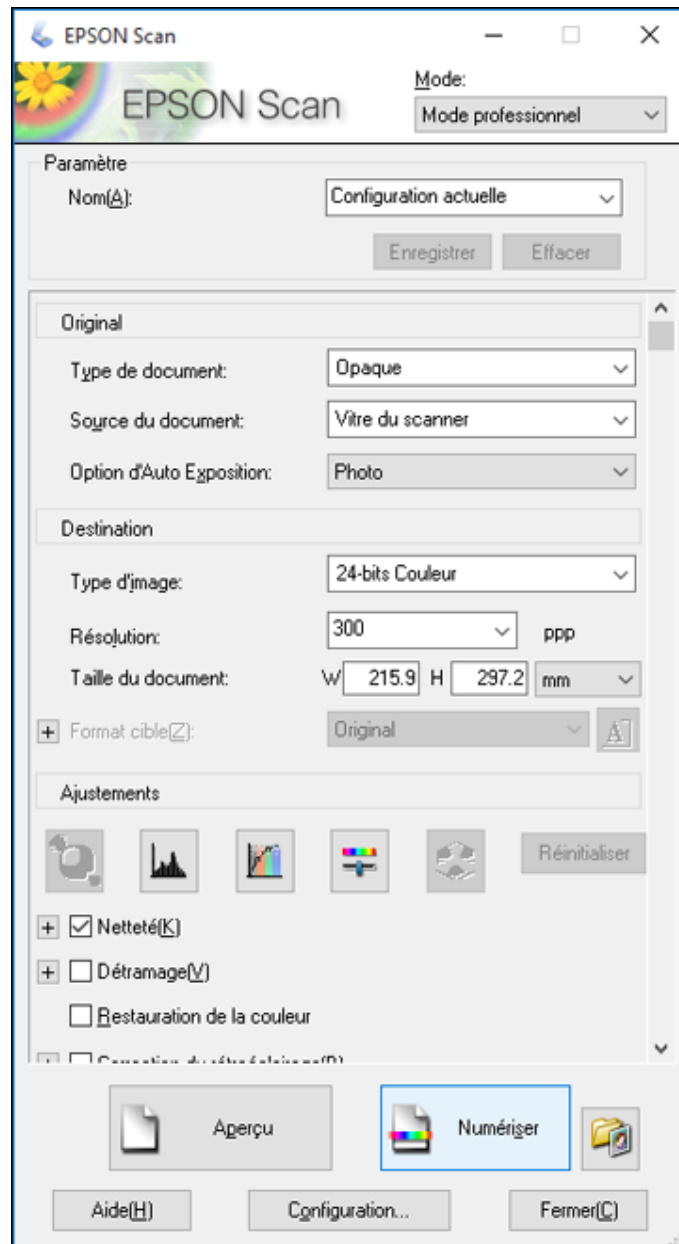 EPSON Scan
EPSON Scan
Mode:
Mode professionnel
Paramètre
Nom(A):
Configuration actuelle
Enregistrer
Effacer
Original
Type de document:
Opaque
Source du document:
Vitre du scanner
Option d'Auto Exposition:
Photo
Destination
Type d'image:
24-bits Couleur
Résolution:
300
ppp
Taille du document:
W 215.9 H 297.2 mm
Format cible(Z):
Original
A
Ajustements
Réinitialiser
Netteté(K)
Détramage(V)
Restauration de la couleur
Correction du rétroéclairage(B)
Aperçu
Numériser
Aide(H)
Configuration...
Fermer(C)